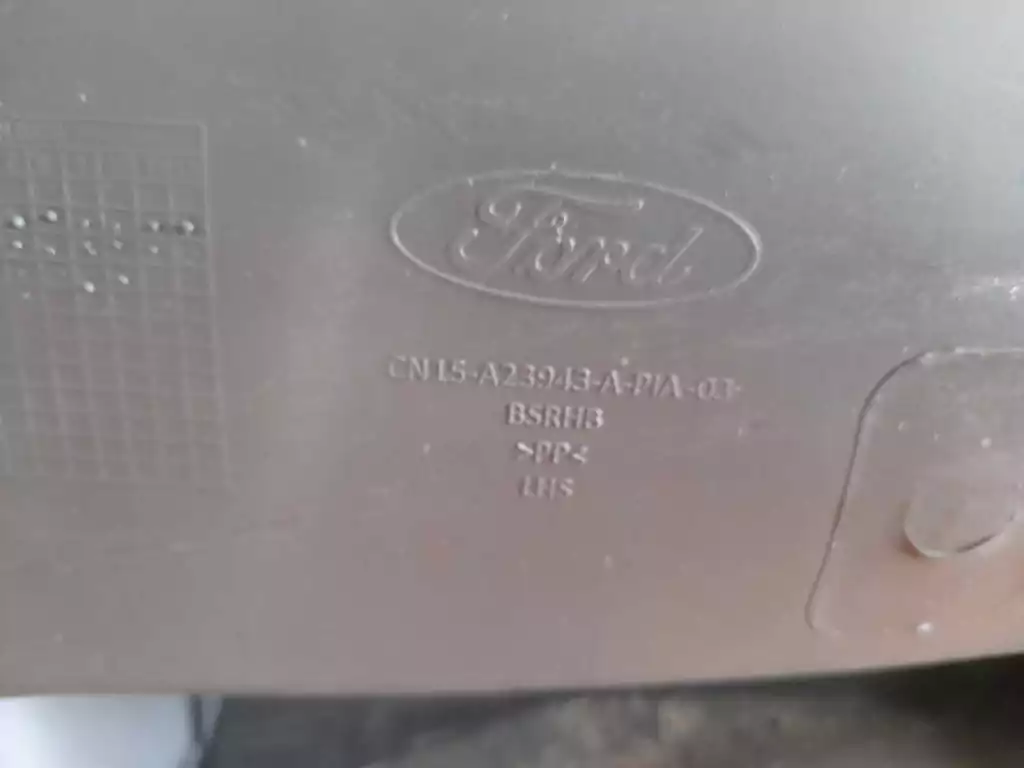 Ford
CN15-A23943-A-PIA-03
BSRHB
>PP<
LHS